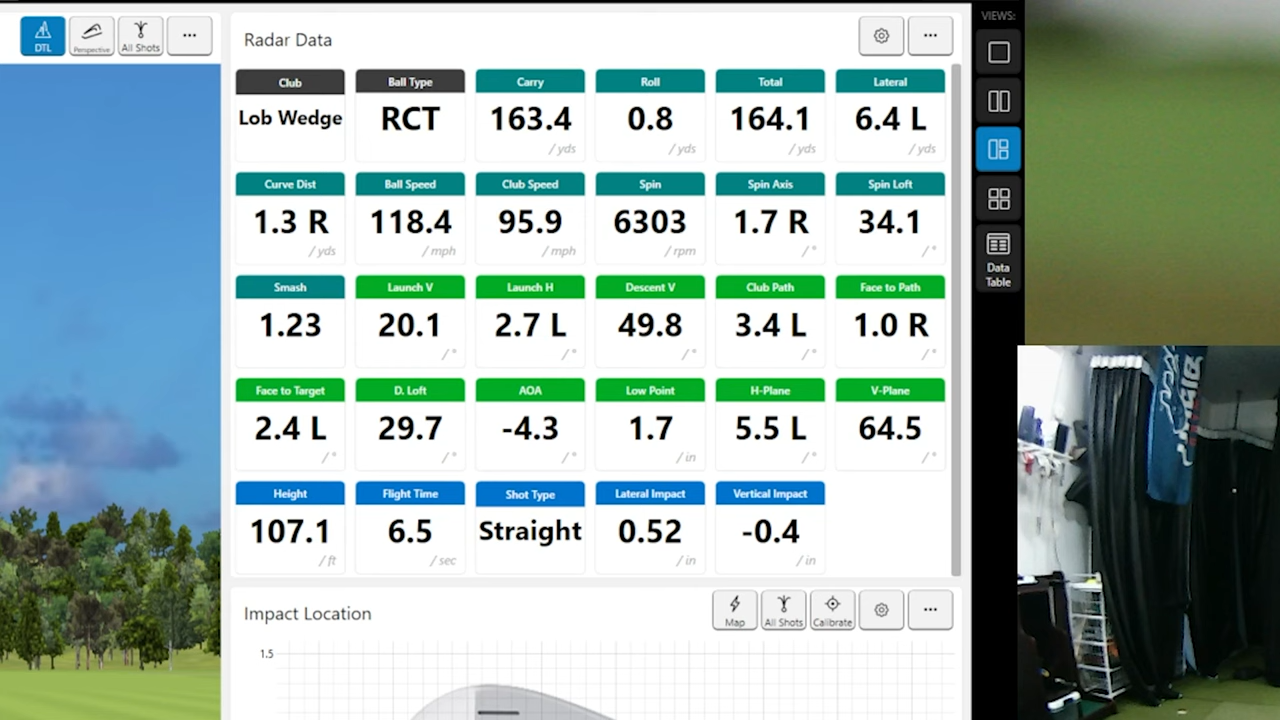 DTL
Perspective
All Shots
Radar Data
VIEWS:
Club
Ball Type
Carry
Roll
Total
Lateral
Lob Wedge
RCT
163.4
0.8
164.1
6.4 L
/ yds
/ yds
/ yds
/ yds
Curve Dist
Ball Speed
Club Speed
Spin
Spin Axis
Spin Loft
1.3 R
118.4
95.9
6303
1.7 R
34.1
/ yds
/ mph
/ mph
/ rpm
/ °
/ °
Data
Table
Smash
Launch V
Launch H
Descent V
Club Path
Face to Path
1.23
20.1
2.7 L
49.8
3.4 L
1.0 R
/ °
/ °
/ °
/ °
/ °
Face to Target
D. Loft
AOA
Low Point
H-Plane
V-Plane
2.4 L
29.7
-4.3
1.7
5.5 L
64.5
/ °
/ °
/ °
/ in
/ °
/ °
Height
Flight Time
Shot Type
Lateral Impact
Vertical Impact
107.1
6.5
Straight
0.52
-0.4
/ ft
/ sec
/ in
/ in
Impact Location
Map
All Shots
Calibrate
1.5